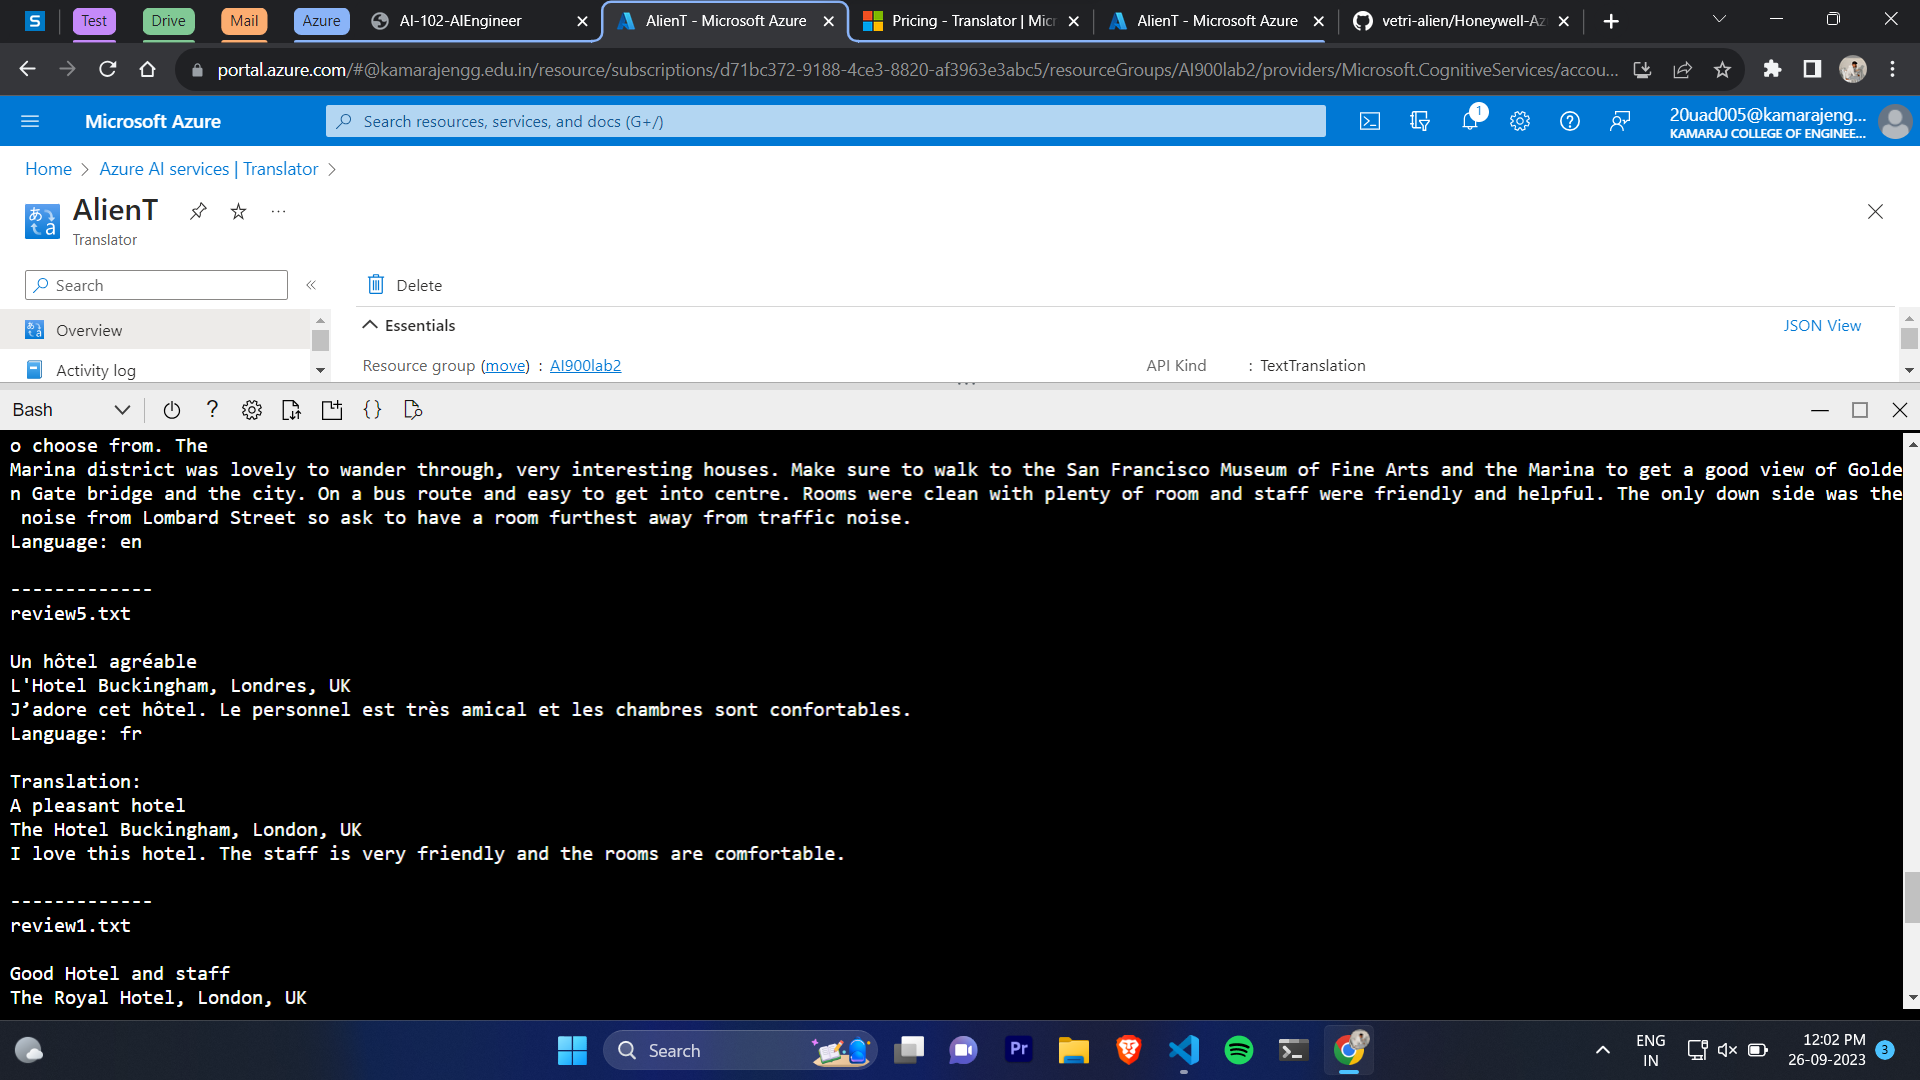 Test
Drive
Mail
Azure
AI-102-AIEngineer
AlienT - Microsoft Azure
Pricing - Translator | Micr
AlienT - Microsoft Azure
vetri-alien/Honeywell-Az
portal.azure.com/#@kamarajengg.edu.in/resource/subscriptions/d71bc372-9188-4ce3-8820-af3963e3abc5/resourceGroups/AI900lab2/providers/Microsoft.CognitiveServices/accou...
Microsoft Azure
Search resources, services, and docs (G+/)
1
20uad005@kamarajeng...
KAMARAJ COLLEGE OF ENGINEE...
Home > Azure AI services | Translator >
AlienT
Translator
Search
Delete
Overview
Essentials
JSON View
Activity log
Resource group (move) : AI900lab2
API Kind : TextTranslation
Bash
o choose from. The
Marina district was lovely to wander through, very interesting houses. Make sure to walk to the San Francisco Museum of Fine Arts and the Marina to get a good view of Golde
n Gate bridge and the city. On a bus route and easy to get into centre. Rooms were clean with plenty of room and staff were friendly and helpful. The only down side was the
noise from Lombard Street so ask to have a room furthest away from traffic noise.
Language: en
-------------
review5.txt
Un hôtel agréable
L'Hotel Buckingham, Londres, UK
J’adore cet hôtel. Le personnel est très amical et les chambres sont confortables.
Language: fr
Translation:
A pleasant hotel
The Hotel Buckingham, London, UK
I love this hotel. The staff is very friendly and the rooms are comfortable.
-------------
review1.txt
Good Hotel and staff
The Royal Hotel, London, UK
Search
Pr
ENG
IN
12:02 PM
26-09-2023
3